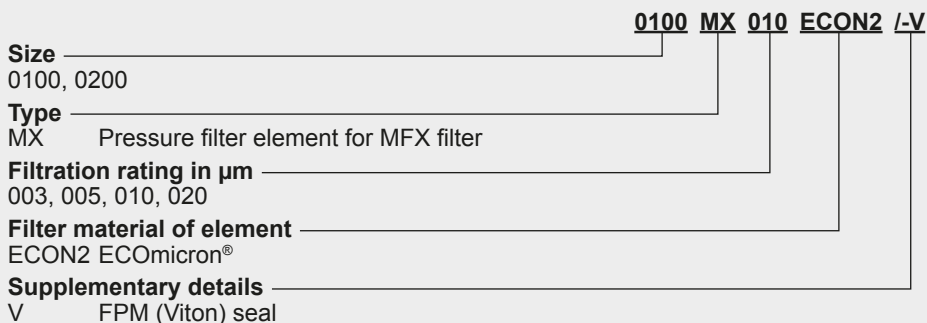 0100 MX 010 ECON2 /-V
Size
0100, 0200
Type
MX Pressure filter element for MFX filter
Filtration rating in µm
003, 005, 010, 020
Filter material of element
ECON2 ECOmicron®
Supplementary details
V FPM (Viton) seal